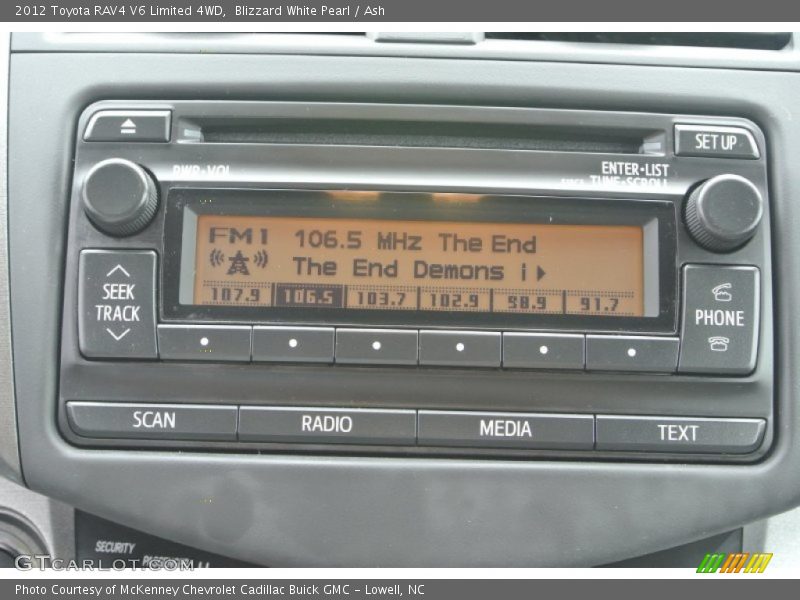 2012 Toyota RAV4 V6 Limited 4WD,  Blizzard White Pearl / Ash
SET UP
PWR•VOL
ENTER•LIST
TUNE•SCROLL
FM1 106.5 MHz The End
The End Demons i
107.9 106.5 103.7 102.9 98.9 91.7
SEEK
TRACK
PHONE
SCAN RADIO MEDIA TEXT
SECURITY
GTCarLot.com
Photo Courtesy of McKenney Chevrolet Cadillac Buick GMC - Lowell, NC